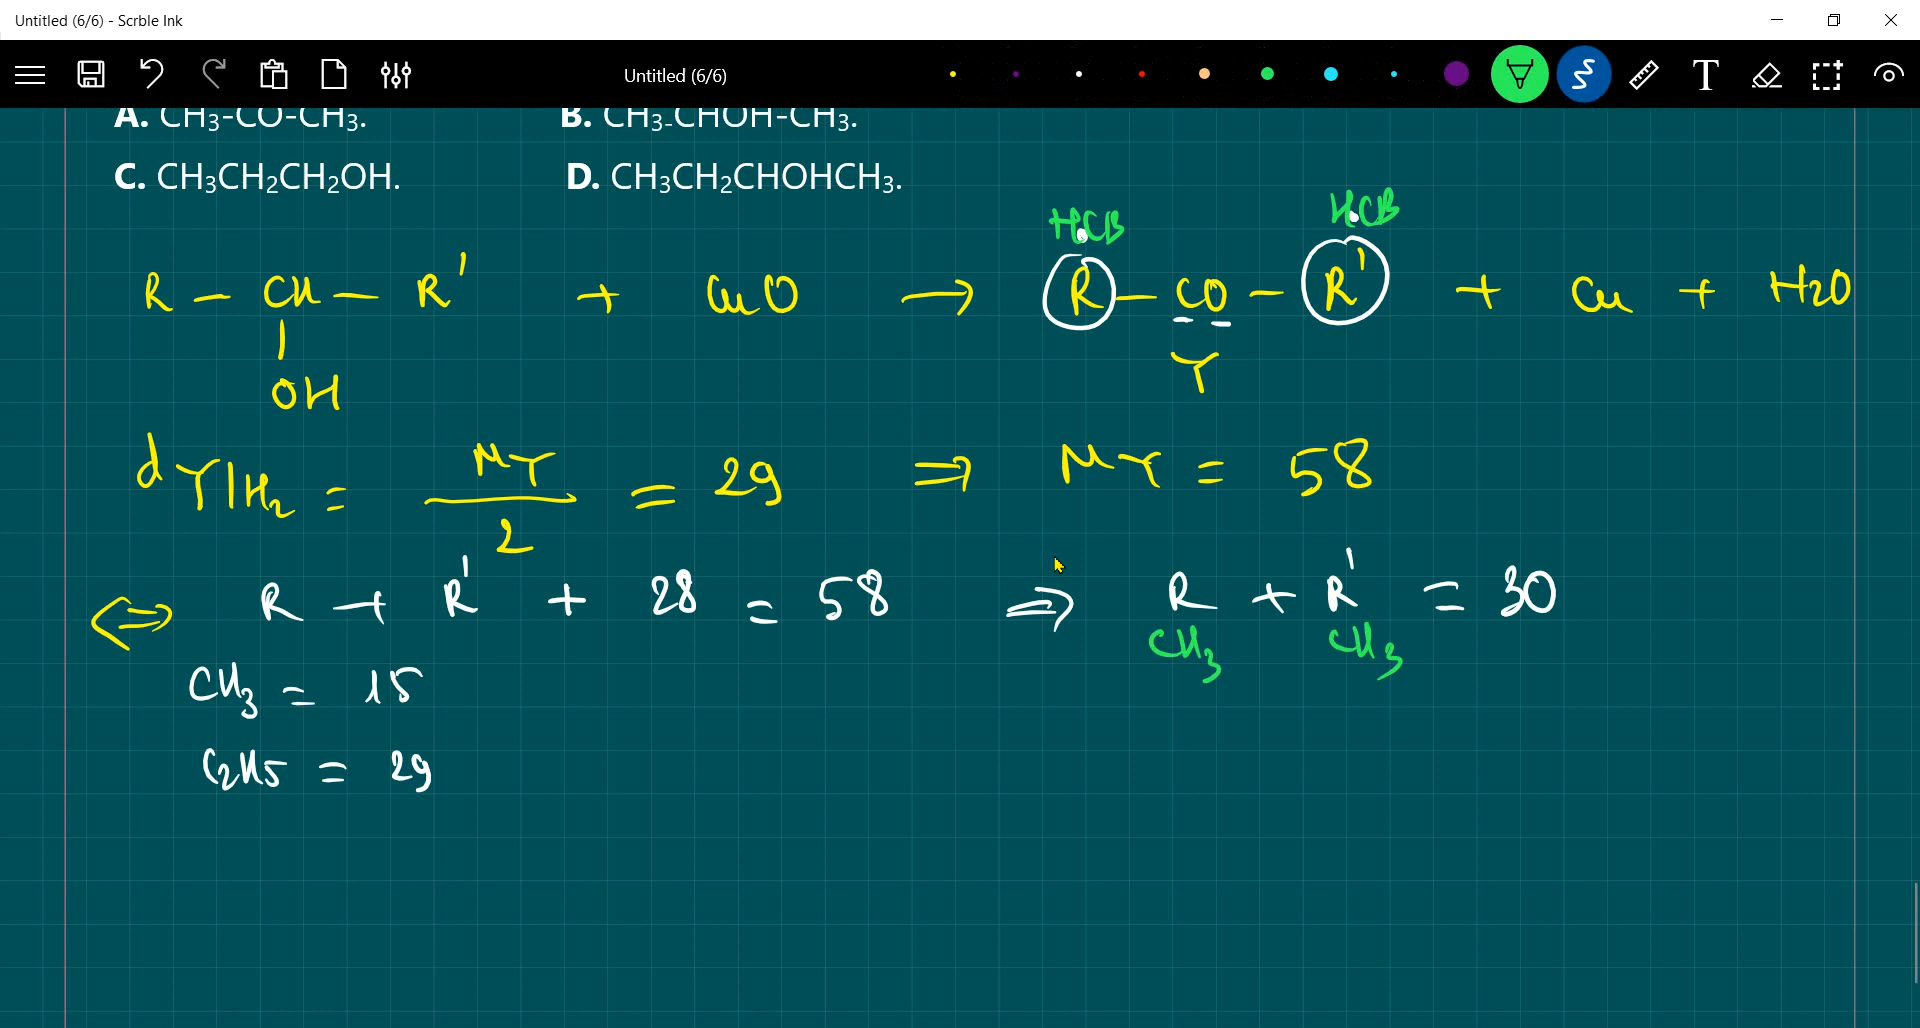 Untitled (6/6) - Scrble Ink
Untitled (6/6)
T
A. CH3-CO-CH3. B. CH3-CHOH-CH3.
C. CH3CH2CH2OH. D. CH3CH2CHOHCH3.
HCB HCB
R - CH - R' + CuO → R - CO - R' + Cu + H2O
OH Y
d Y/H2 = MY/2 = 29 ⇒ MY = 58
⇔ R + R' + 28 = 58 ⇒ R + R' = 30
CH3 CH3
CH3 = 15
C2H5 = 29